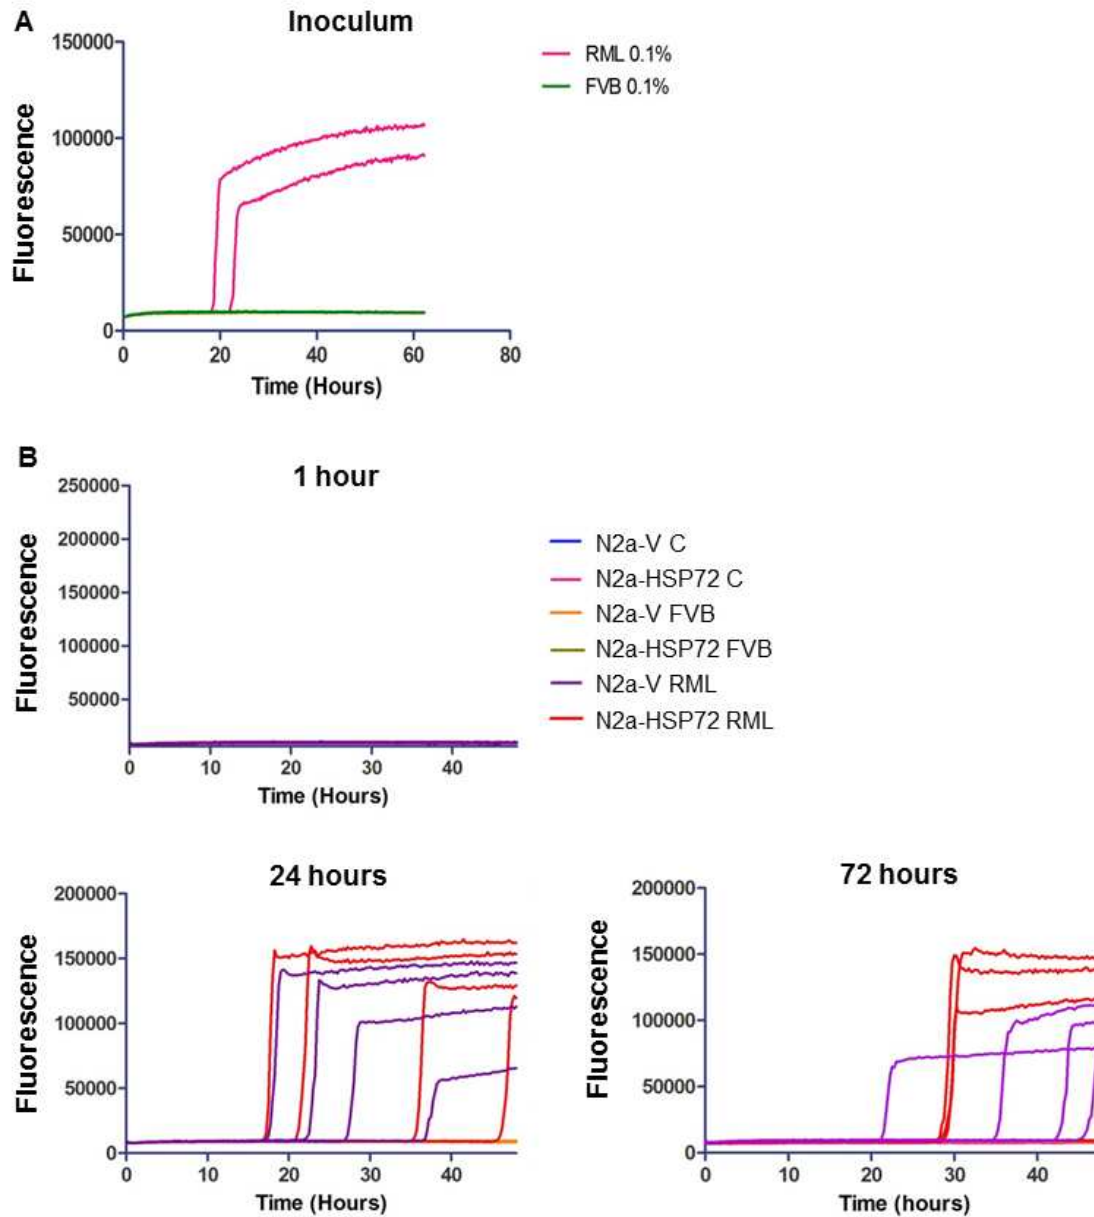 A
Inoculum
150000
100000
50000
0
Fluorescence
0 20 40 60 80
Time (Hours)
RML 0.1%
FVB 0.1%
B
1 hour
250000
200000
150000
100000
50000
Fluorescence
0 10 20 30 40
Time (Hours)
N2a-V C
N2a-HSP72 C
N2a-V FVB
N2a-HSP72 FVB
N2a-V RML
N2a-HSP72 RML
24 hours
200000
150000
100000
50000
0
Fluorescence
0 10 20 30 40
Time (Hours)
72 hours
200000
150000
100000
50000
0
Fluorescence
0 10 20 30 40
Time (hours)